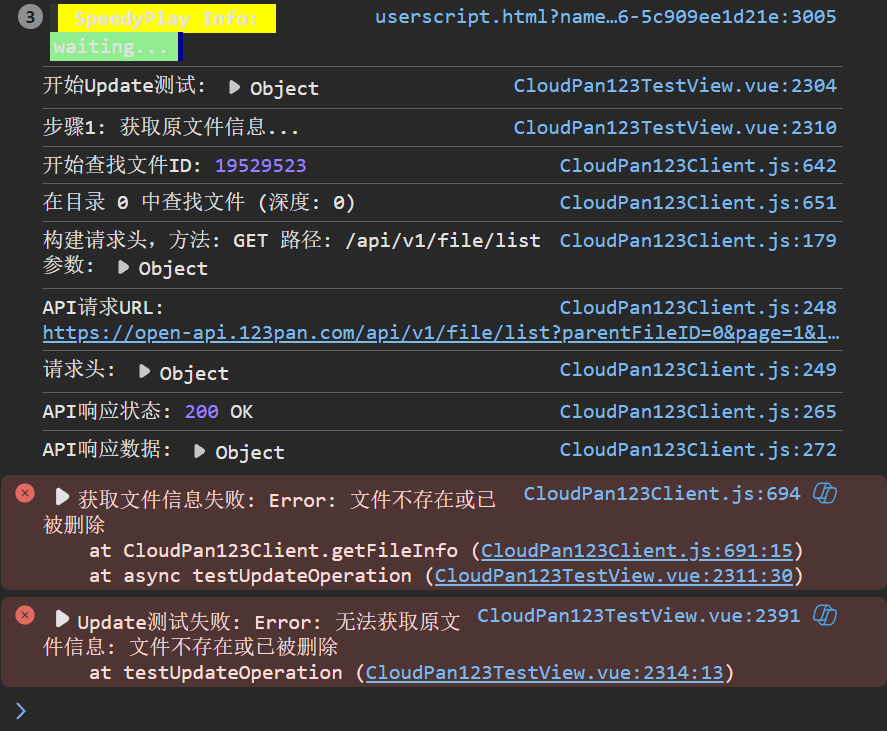 3 SpeedyPlay Info: userscript.html?name…6-5c909ee1d21e:3005
waiting...
开始Update测试: ▶ Object CloudPan123TestView.vue:2304
步骤1: 获取原文件信息... CloudPan123TestView.vue:2310
开始查找文件ID: 19529523 CloudPan123Client.js:642
在目录 0 中查找文件 (深度: 0) CloudPan123Client.js:651
构建请求头，方法: GET 路径: /api/v1/file/list CloudPan123Client.js:179
参数: ▶ Object
API请求URL: CloudPan123Client.js:248
https://open-api.123pan.com/api/v1/file/list?parentFileID=0&page=1&l…
请求头: ▶ Object CloudPan123Client.js:249
API响应状态: 200 OK CloudPan123Client.js:265
API响应数据: ▶ Object CloudPan123Client.js:272
▶ 获取文件信息失败: Error: 文件不存在或已 CloudPan123Client.js:694
被删除
at CloudPan123Client.getFileInfo (CloudPan123Client.js:691:15)
at async testUpdateOperation (CloudPan123TestView.vue:2311:30)
▶ Update测试失败: Error: 无法获取原文 CloudPan123TestView.vue:2391
件信息: 文件不存在或已被删除
at testUpdateOperation (CloudPan123TestView.vue:2314:13)